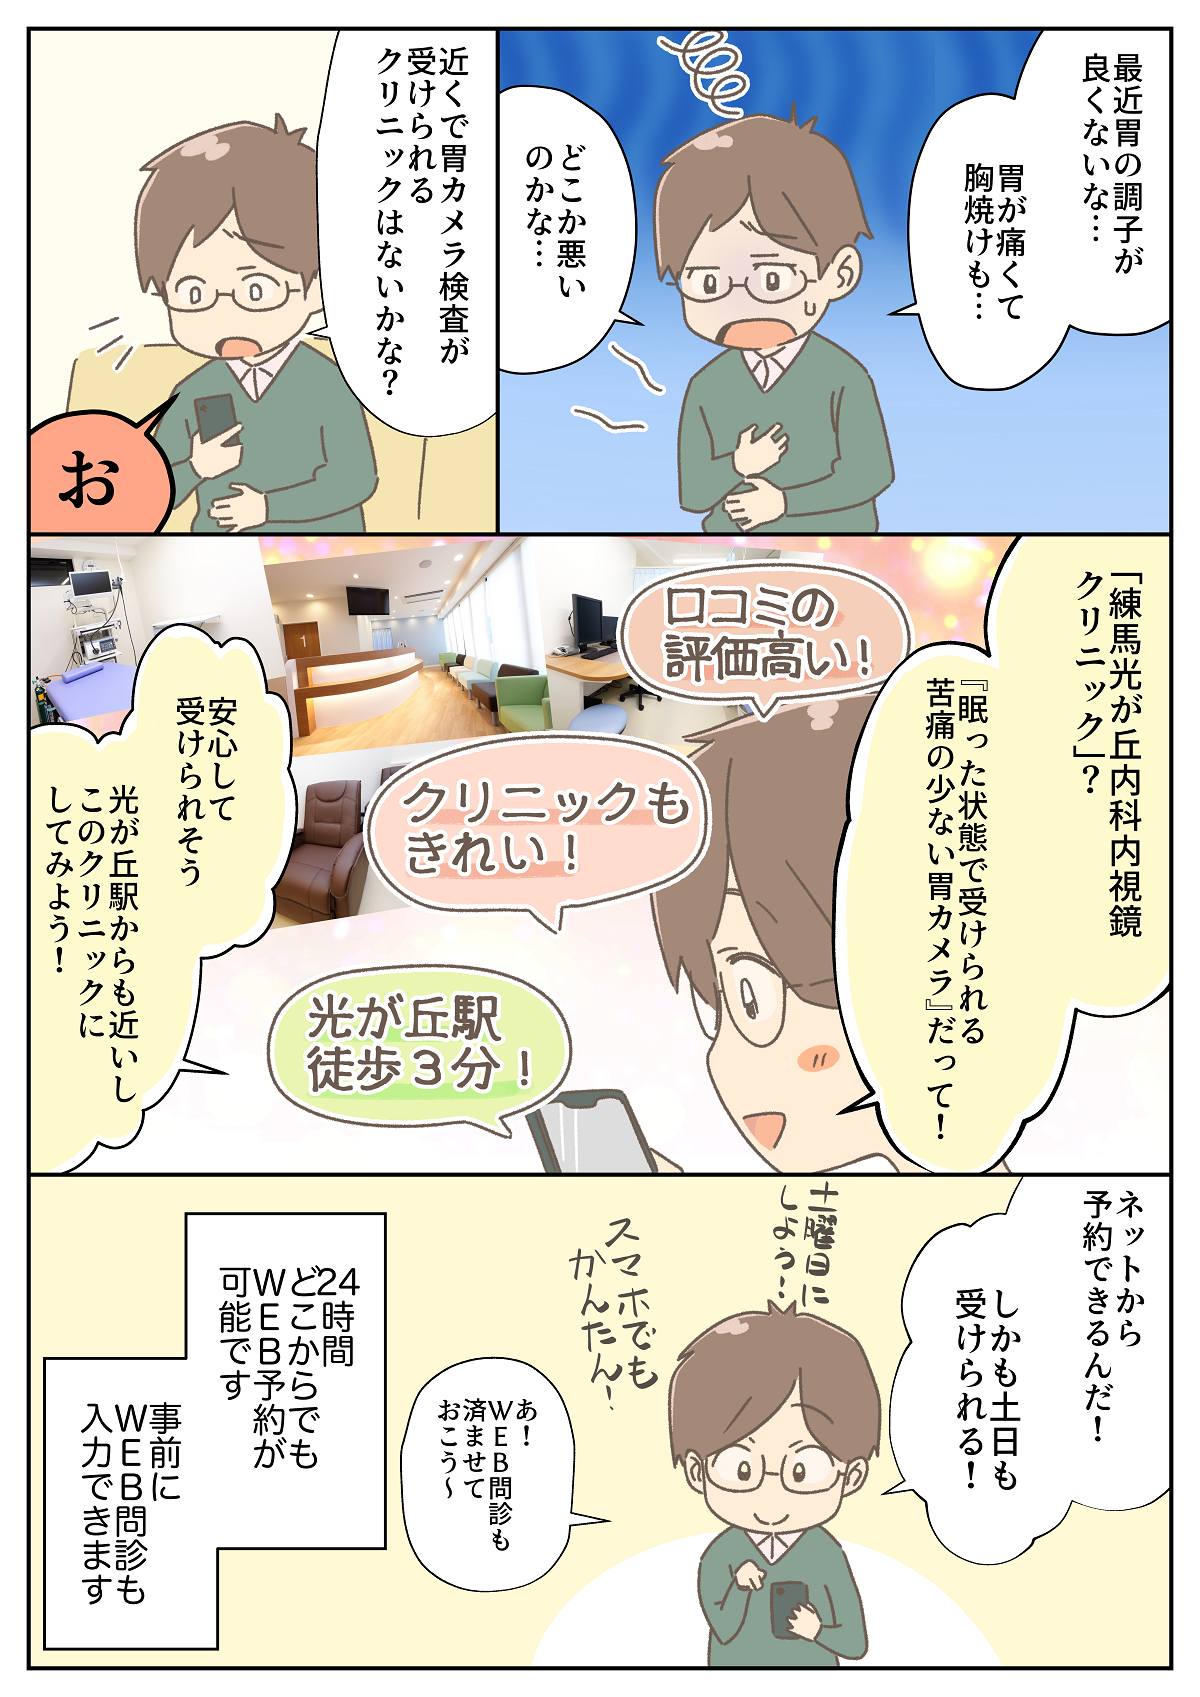 最近胃の調子が
良くないな…
胃が痛くて
胸焼けも…
どこか悪い
のかな…
近くで胃カメラ検査が
受けられる
クリニックはないかな？
お
「練馬光が丘内科内視鏡
クリニック」？
『眠った状態で受けられる
苦痛の少ない胃カメラ』だって！
口コミの
評価高い！
クリニックも
きれい！
光が丘駅
徒歩３分！
安心して
受けられそう
光が丘駅からも近いし
このクリニックに
してみよう！
ネットから
予約できるんだ！
しかも土日も
受けられる！
土曜日に
しよう！
スマホでも
かんたん！
あ！
ＷＥＢ問診も
済ませて
おこう～
24時間
どこからでも
ＷＥＢ予約が
可能です
事前に
ＷＥＢ問診も
入力できます